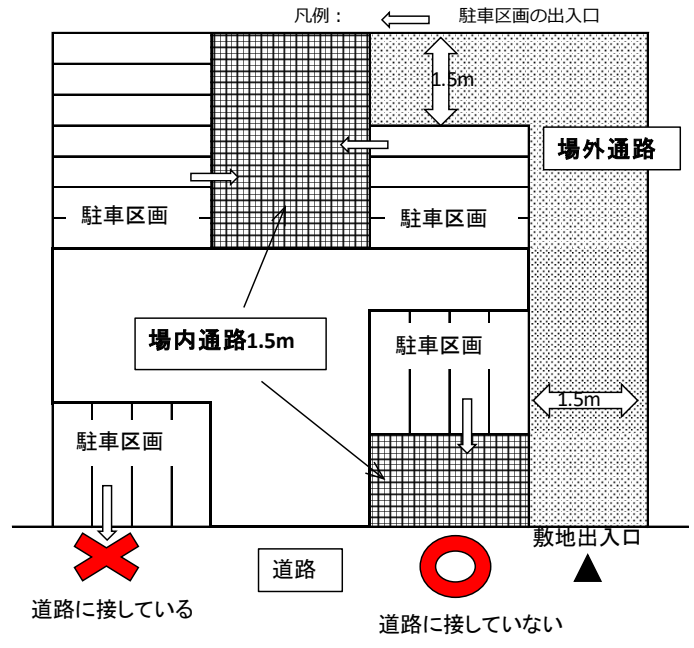 凡例： 駐車区画の出入口
1.5m
場外通路
駐車区画
駐車区画
場内通路1.5m
駐車区画
1.5m
駐車区画
敷地出入口
道路
道路に接している
道路に接していない